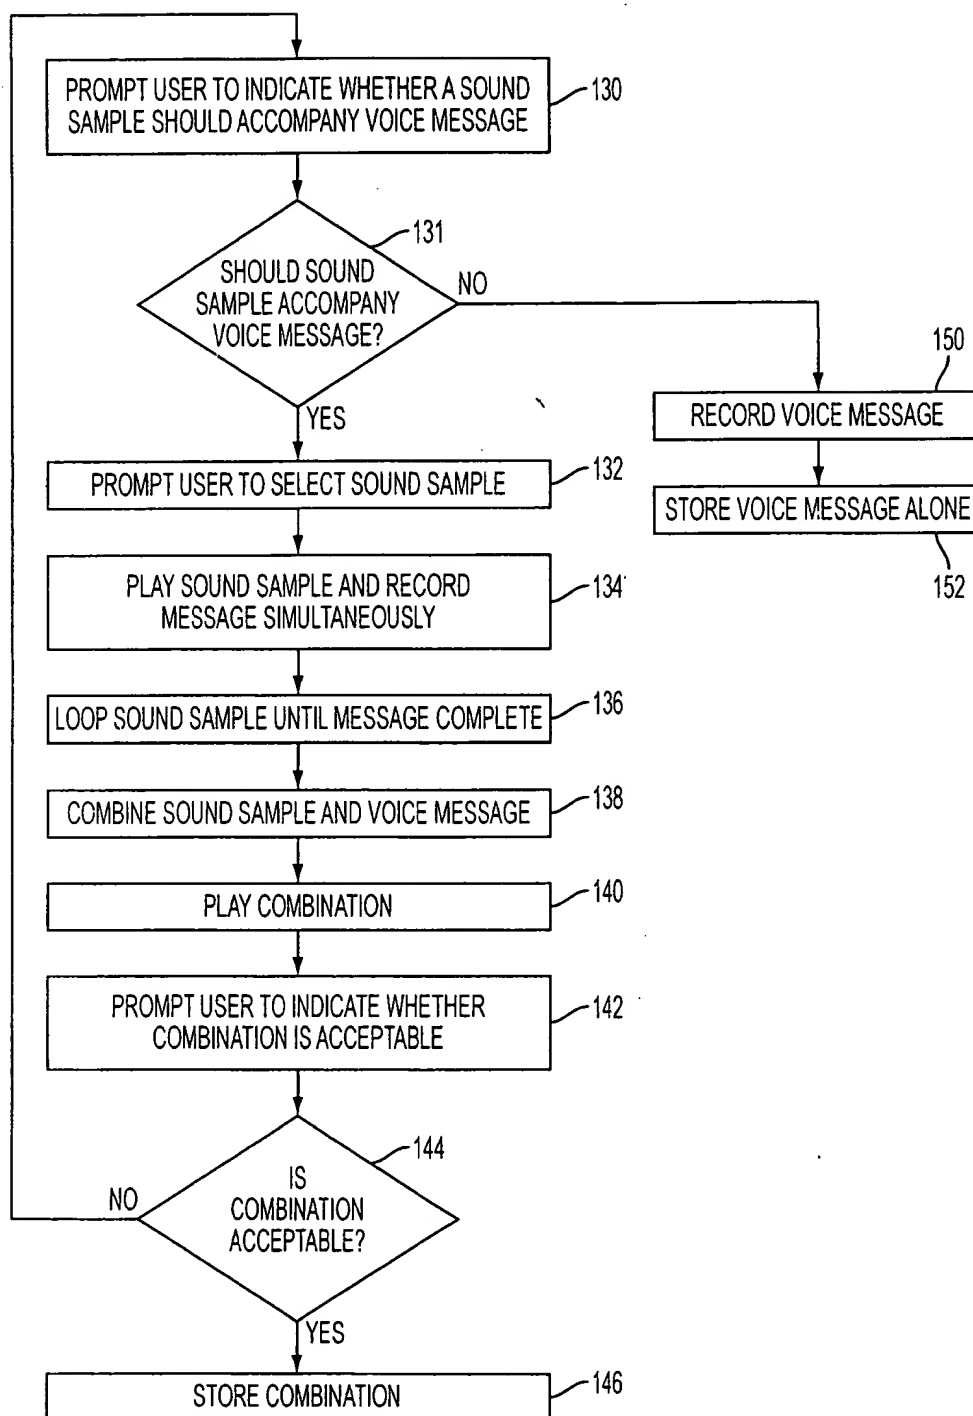 PROMPT USER TO INDICATE WHETHER A SOUND
SAMPLE SHOULD ACCOMPANY VOICE MESSAGE
130
131
SHOULD SOUND
SAMPLE ACCOMPANY
VOICE MESSAGE?
NO
YES
150
RECORD VOICE MESSAGE
STORE VOICE MESSAGE ALONE
152
PROMPT USER TO SELECT SOUND SAMPLE
132
PLAY SOUND SAMPLE AND RECORD
MESSAGE SIMULTANEOUSLY
134
LOOP SOUND SAMPLE UNTIL MESSAGE COMPLETE
136
COMBINE SOUND SAMPLE AND VOICE MESSAGE
138
PLAY COMBINATION
140
PROMPT USER TO INDICATE WHETHER
COMBINATION IS ACCEPTABLE
142
144
IS
COMBINATION
ACCEPTABLE?
NO
YES
STORE COMBINATION
146